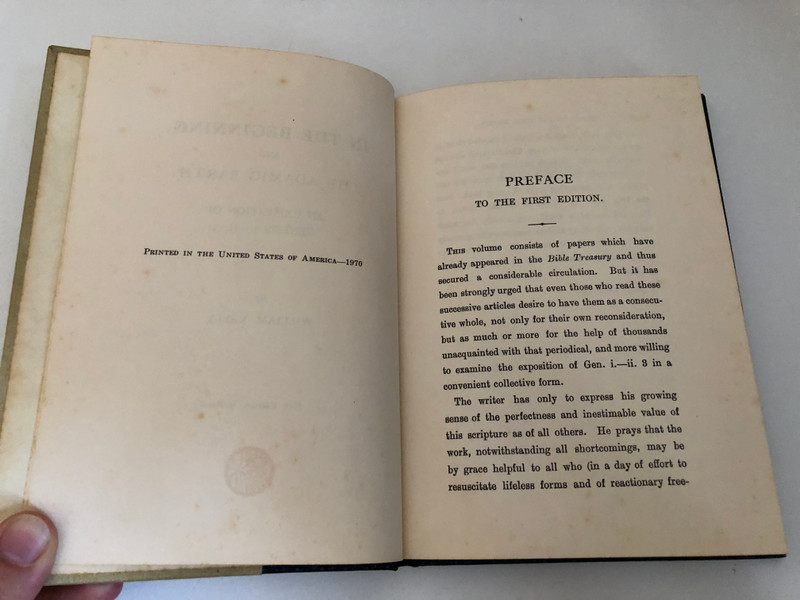 PRINTED IN THE UNITED STATES OF AMERICA—1970
PREFACE
TO THE FIRST EDITION.
THIS volume consists of papers which have
already appeared in the Bible Treasury and thus
secured a considerable circulation. But it has
been strongly urged that even those who read these
successive articles desire to have them as a consecu-
tive whole, not only for their own reconsideration,
but as much or more for the help of thousands
unacquainted with that periodical, and more willing
to examine the exposition of Gen. i.—ii. 3 in a
convenient collective form.
The writer has only to express his growing
sense of the perfectness and inestimable value of
this scripture as of all others. He prays that the
work, notwithstanding all shortcomings, may be
by grace helpful to all who (in a day of effort to
resuscitate lifeless forms and of reactionary free-